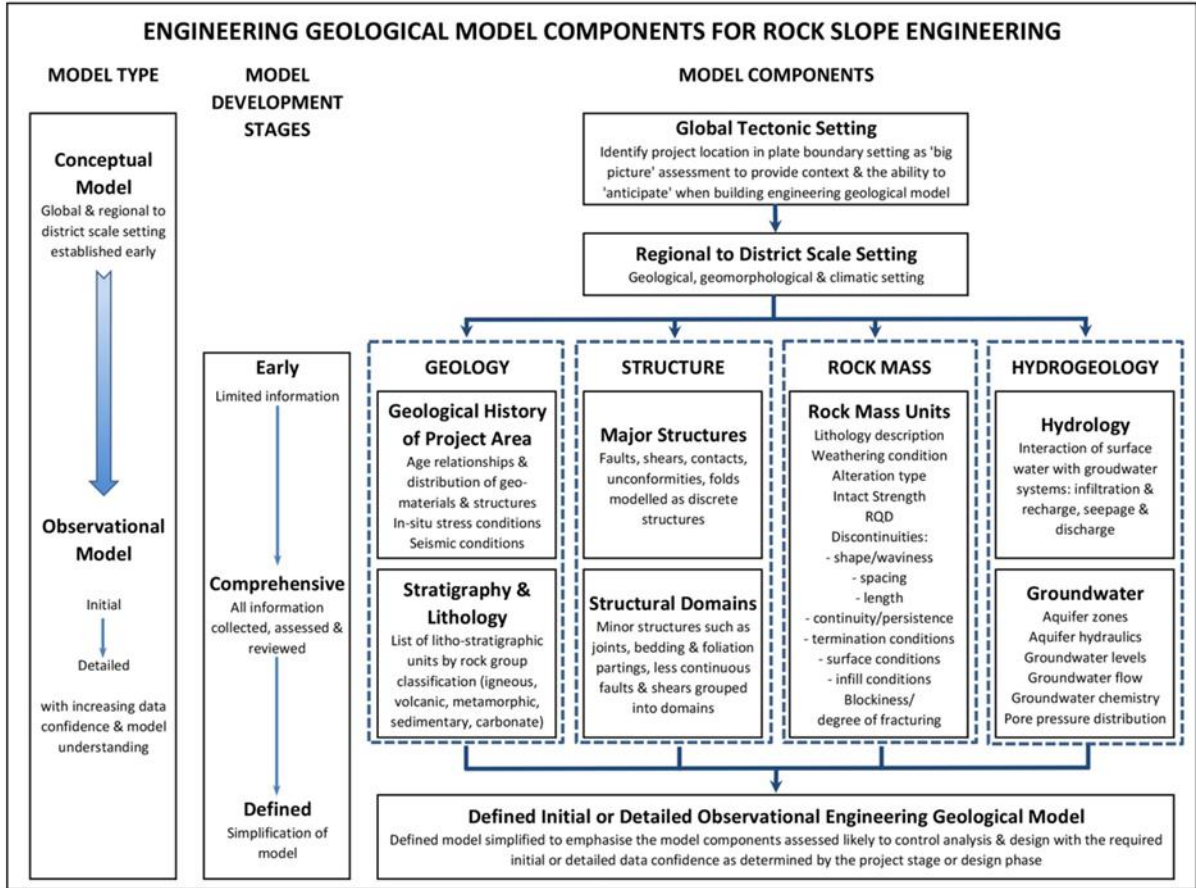 ENGINEERING GEOLOGICAL MODEL COMPONENTS FOR ROCK SLOPE ENGINEERING
MODEL TYPE
MODEL
DEVELOPMENT
STAGES
MODEL COMPONENTS
Conceptual
Model
Global & regional to
district scale setting
established early
Observational
Model
Initial
Detailed
with increasing data
confidence & model
understanding
Early
Limited information
Comprehensive
All information
collected, assessed &
reviewed
Defined
Simplification of
model
Global Tectonic Setting
Identify project location in plate boundary setting as 'big
picture' assessment to provide context & the ability to
'anticipate' when building engineering geological model
Regional to District Scale Setting
Geological, geomorphological & climatic setting
GEOLOGY
Geological History
of Project Area
Age relationships &
distribution of geo-
materials & structures
In-situ stress conditions
Seismic conditions
Stratigraphy &
Lithology
List of litho-stratigraphic
units by rock group
classification (igneous,
volcanic, metamorphic,
sedimentary, carbonate)
STRUCTURE
Major Structures
Faults, shears, contacts,
unconformities, folds
modelled as discrete
structures
Structural Domains
Minor structures such as
joints, bedding & foliation
partings, less continuous
faults & shears grouped
into domains
ROCK MASS
Rock Mass Units
Lithology description
Weathering condition
Alteration type
Intact Strength
RQD
Discontinuities:
- shape/waviness
- spacing
- length
- continuity/persistence
- termination conditions
- surface conditions
- infill conditions
Blockiness/
degree of fracturing
HYDROGEOLOGY
Hydrology
Interaction of surface
water with groudwater
systems: infiltration &
recharge, seepage &
discharge
Groundwater
Aquifer zones
Aquifer hydraulics
Groundwater levels
Groundwater flow
Groundwater chemistry
Pore pressure distribution
Defined Initial or Detailed Observational Engineering Geological Model
Defined model simplified to emphasise the model components assessed likely to control analysis & design with the required
initial or detailed data confidence as determined by the project stage or design phase